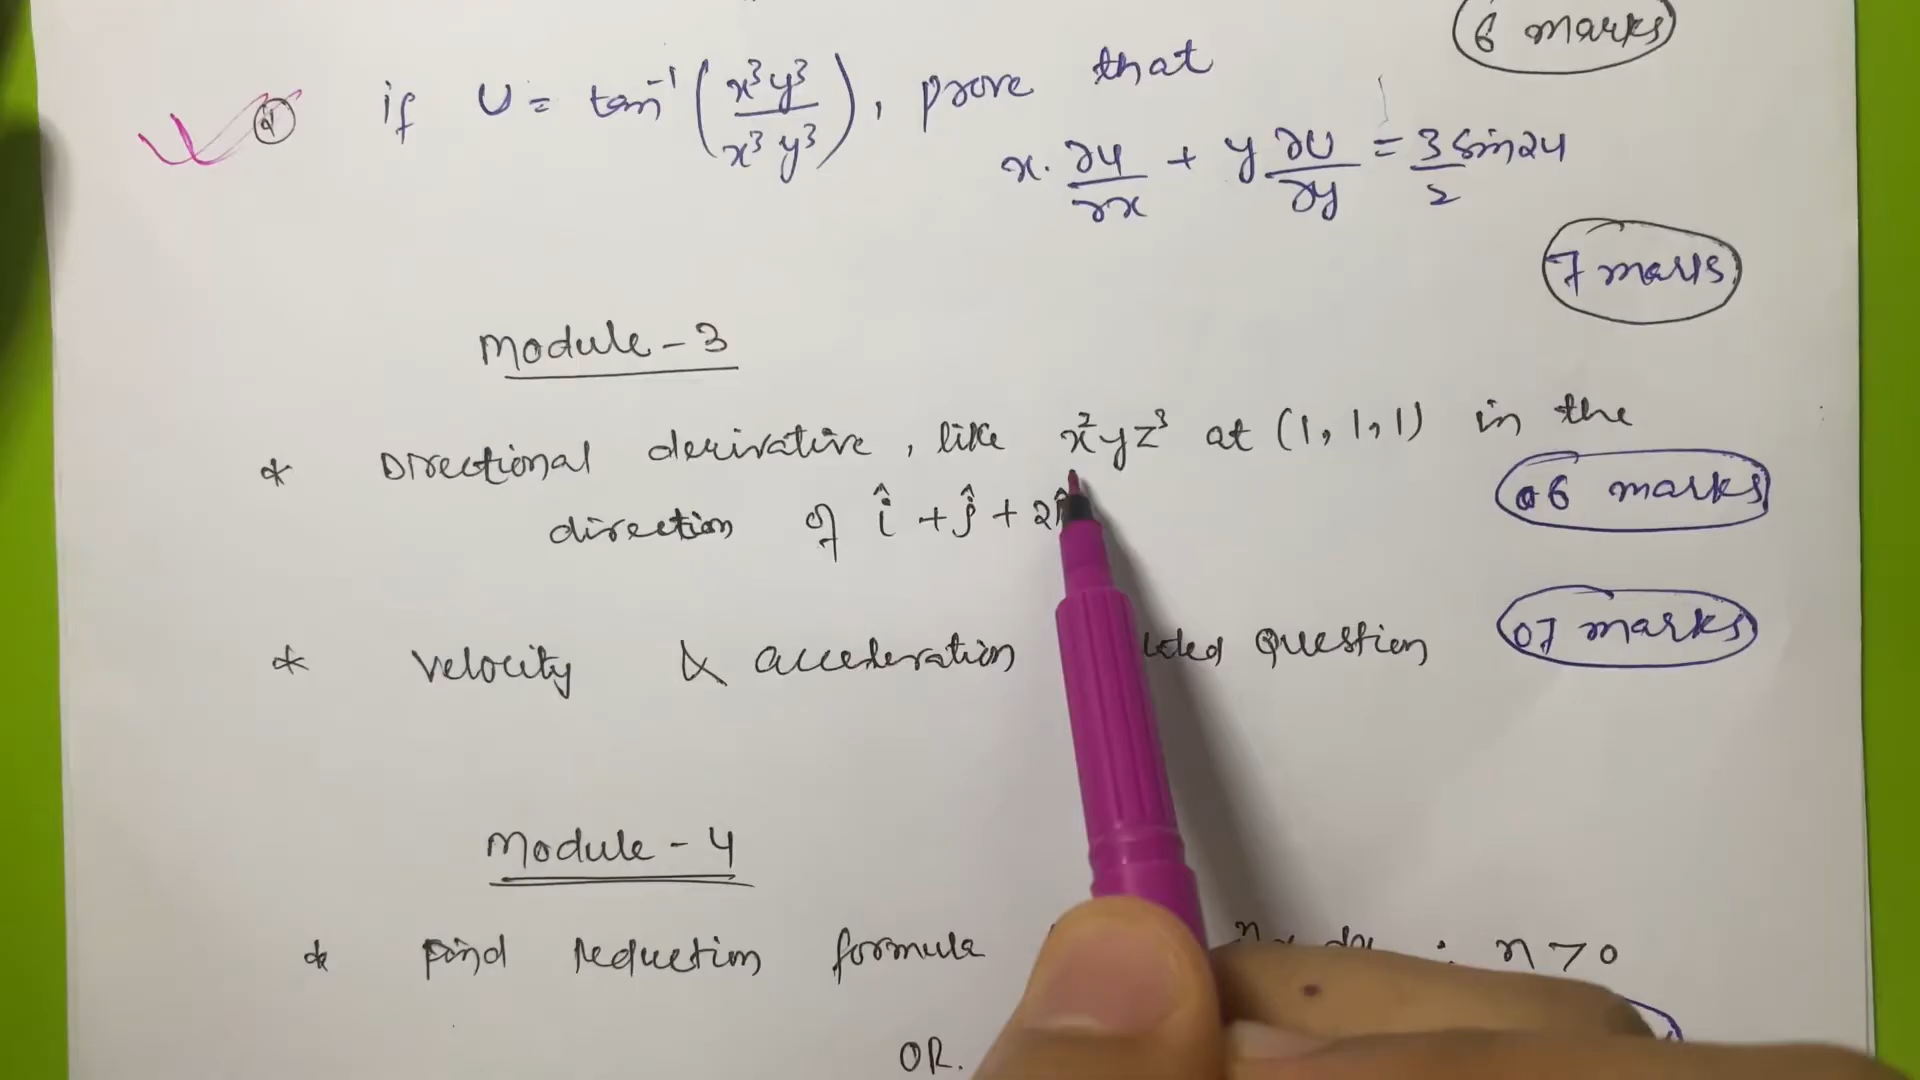 6 marks
if U = tan⁻¹ (x³y³ / x³y³), prove that
x. ∂u/∂x + y ∂U/∂y = 3/2 sin2u
7 marks
Module - 3
* Directional derivative, like x²yz³ at (1, 1, 1) in the
direction of î + ĵ + 2
06 marks
* velocity & acceleration question
07 marks
Module - 4
* Find reduction formula n > 0
OR.